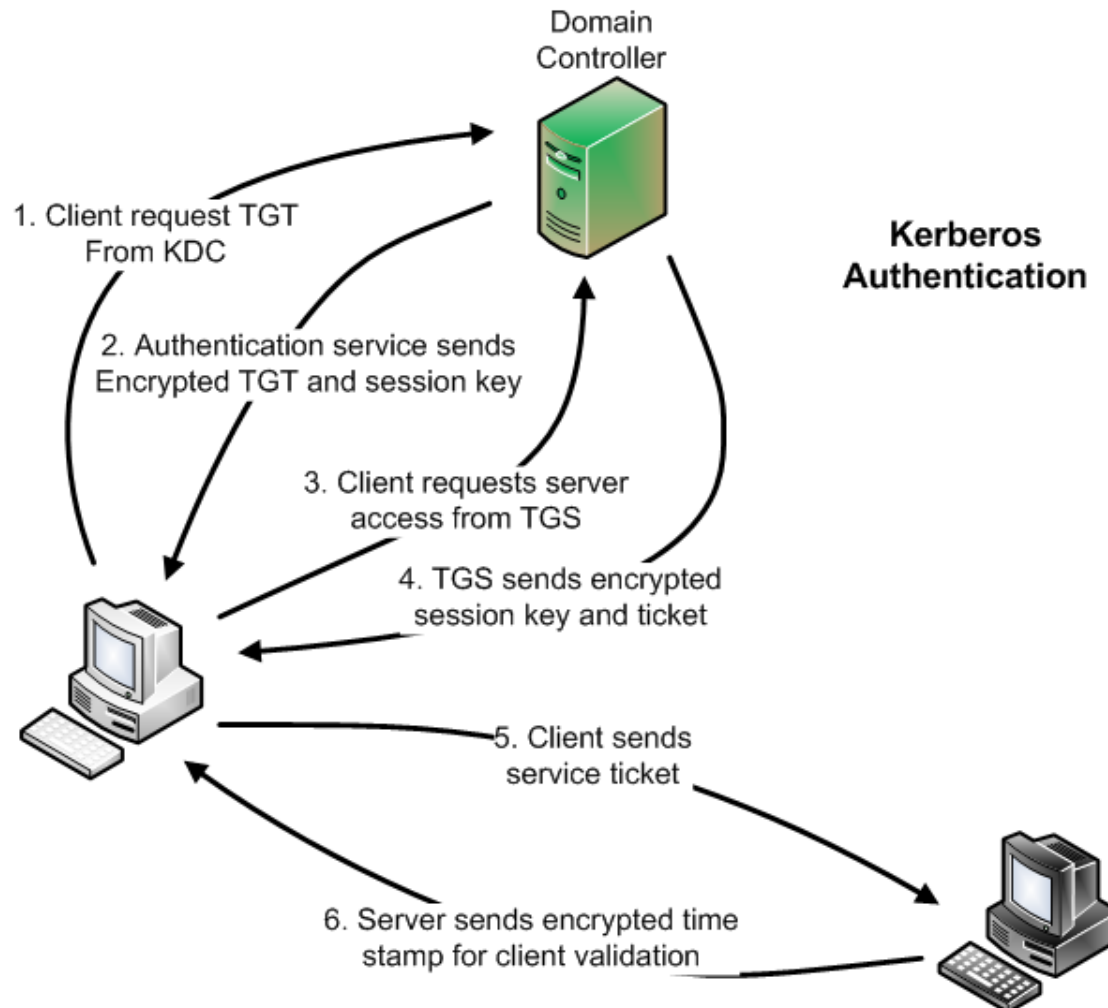 Domain
Controller
1. Client request TGT
From KDC
Kerberos
Authentication
2. Authentication service sends
Encrypted TGT and session key
3. Client requests server
access from TGS
4. TGS sends encrypted
session key and ticket
5. Client sends
service ticket
6. Server sends encrypted time
stamp for client validation